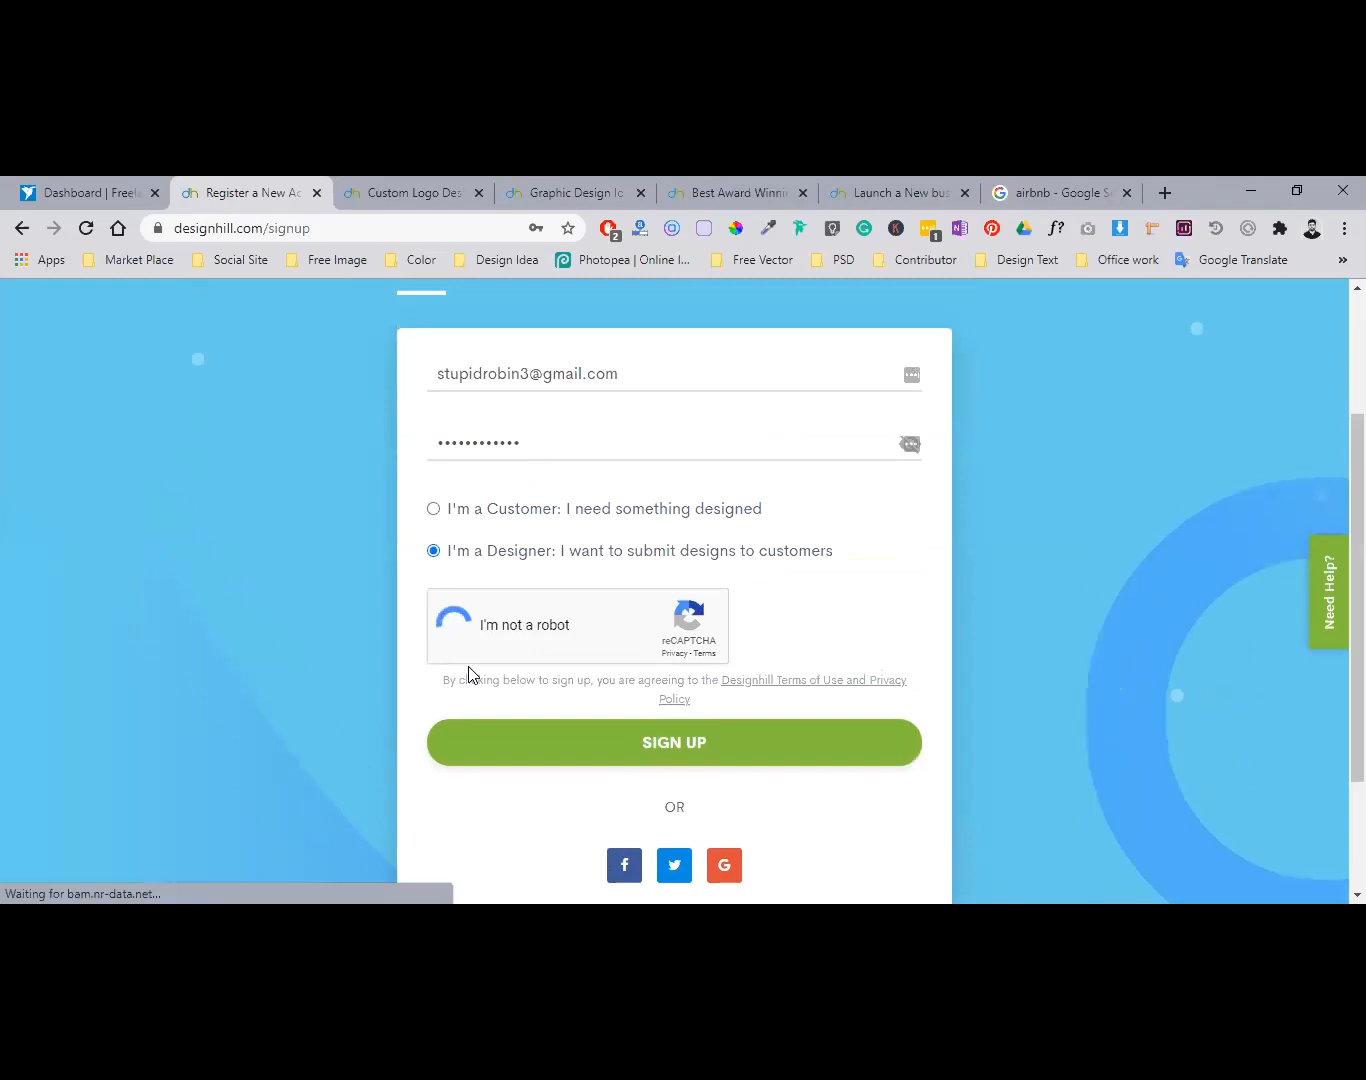 Dashboard | Freel
Register a New Ac
Custom Logo Des
Graphic Design Io
Best Award Winni
Launch a New bus
airbnb - Google Se
designhill.com/signup
2
1
f?
Apps
Market Place
Social Site
Free Image
Color
Design Idea
Photopea | Online I...
Free Vector
PSD
Contributor
Design Text
Office work
Google Translate
»
stupidrobin3@gmail.com
••••••••••••
I'm a Customer: I need something designed
I'm a Designer: I want to submit designs to customers
I'm not a robot
reCAPTCHA
Privacy - Terms
By clicking below to sign up, you are agreeing to the Designhill Terms of Use and Privacy
Policy
SIGN UP
OR
Need Help?
Waiting for bam.nr-data.net...